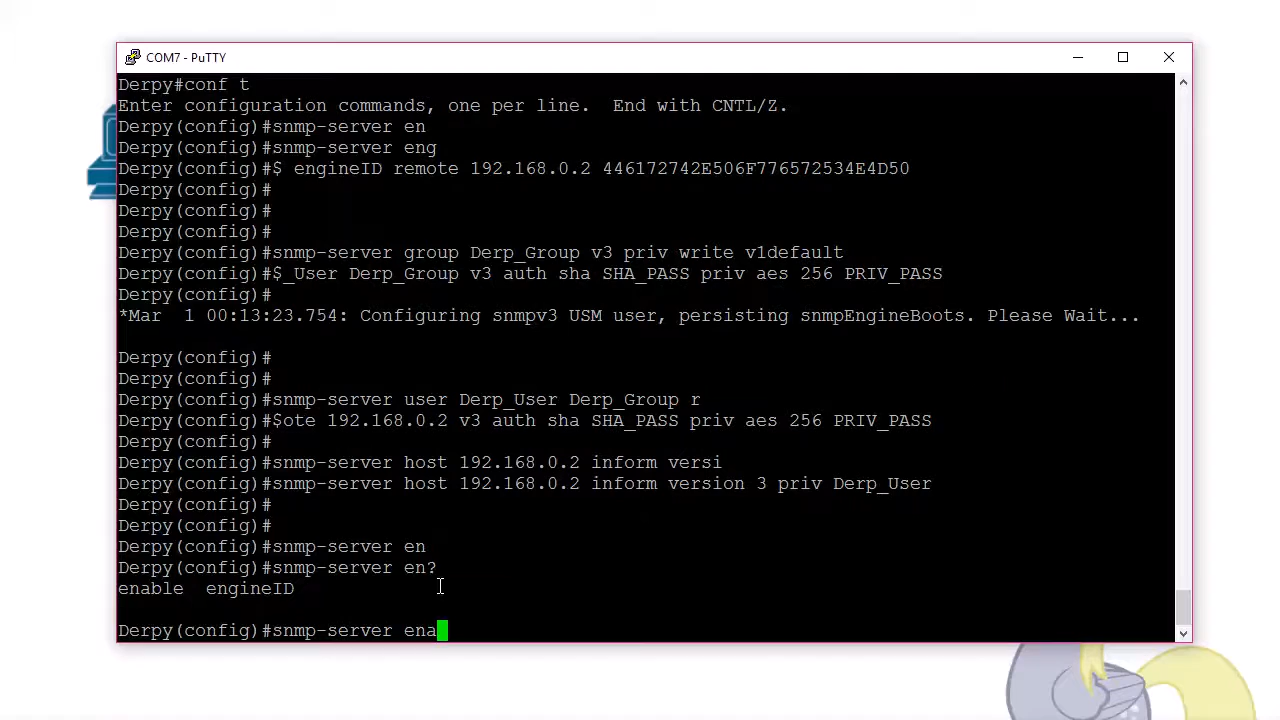 COM7 - PuTTY
Derpy#conf t
Enter configuration commands, one per line.  End with CNTL/Z.
Derpy(config)#snmp-server en
Derpy(config)#snmp-server eng
Derpy(config)#$ engineID remote 192.168.0.2 446172742E506F776572534E4D50
Derpy(config)#
Derpy(config)#
Derpy(config)#
Derpy(config)#snmp-server group Derp_Group v3 priv write v1default
Derpy(config)#$_User Derp_Group v3 auth sha SHA_PASS priv aes 256 PRIV_PASS
Derpy(config)#
*Mar  1 00:13:23.754: Configuring snmpv3 USM user, persisting snmpEngineBoots. Please Wait...
Derpy(config)#
Derpy(config)#
Derpy(config)#snmp-server user Derp_User Derp_Group r
Derpy(config)#$ote 192.168.0.2 v3 auth sha SHA_PASS priv aes 256 PRIV_PASS
Derpy(config)#
Derpy(config)#snmp-server host 192.168.0.2 inform versi
Derpy(config)#snmp-server host 192.168.0.2 inform version 3 priv Derp_User
Derpy(config)#
Derpy(config)#
Derpy(config)#snmp-server en
Derpy(config)#snmp-server en?
enable  engineID
Derpy(config)#snmp-server ena